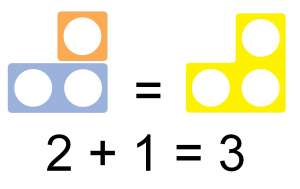 =
2 + 1 = 3